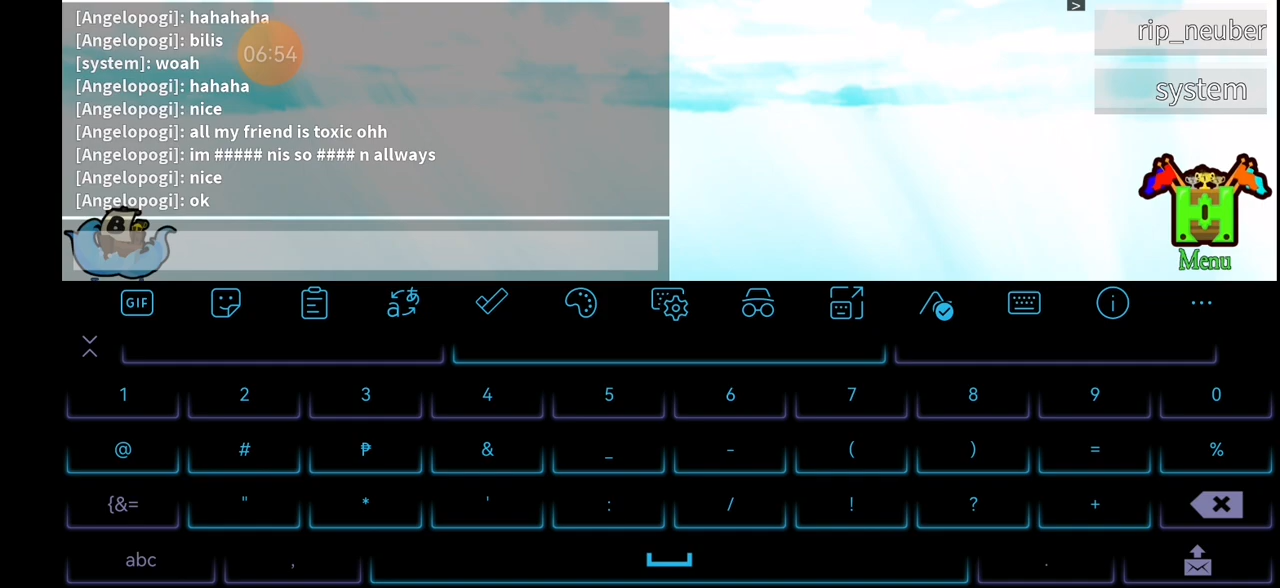 [Angelopogi]: hahahaha
[Angelopogi]: bilis
[system]: woah
[Angelopogi]: hahaha
[Angelopogi]: nice
[Angelopogi]: all my friend is toxic ohh
[Angelopogi]: im ##### nis so #### n allways
[Angelopogi]: nice
[Angelopogi]: ok
06:54
>
rip_neuber
system
B
Menu
GIF
1 2 3 4 5 6 7 8 9 0
@ # ₱ & _ - ( ) = %
{&= " * ' : / ! ? +
abc , .